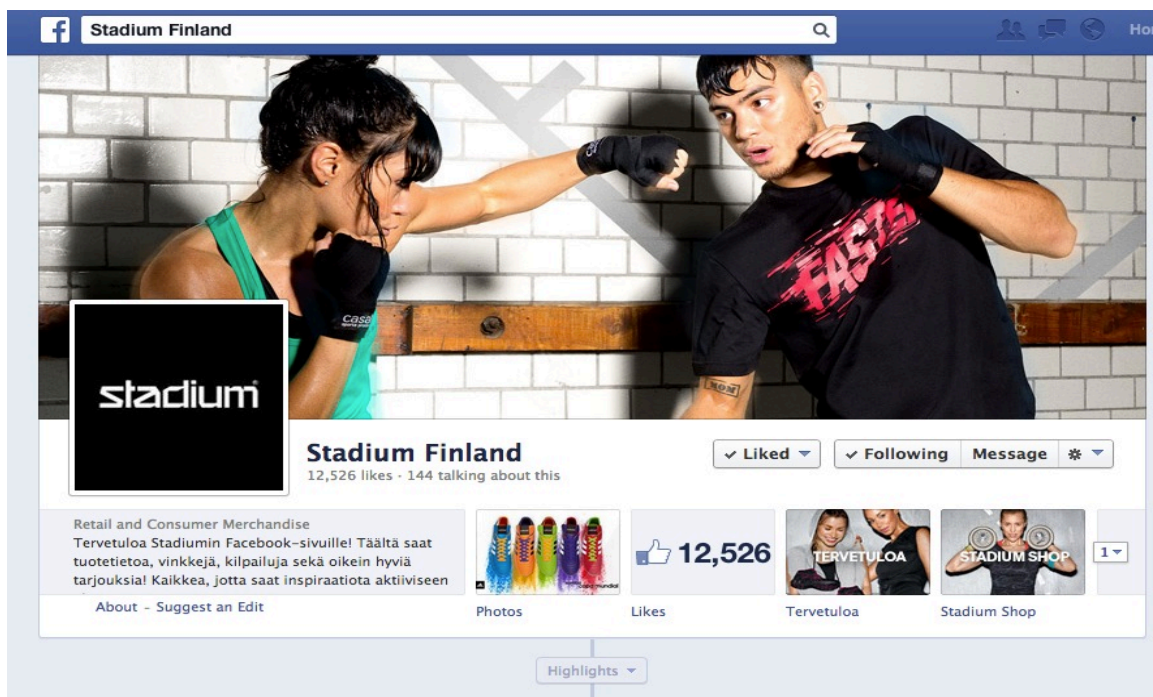 Stadium Finland
Hor
FASTER
casall
MOM
stadium
Stadium Finland
12,526 likes · 144 talking about this
Liked
Following
Message
Retail and Consumer Merchandise
Tervetuloa Stadiumin Facebook-sivuille! Täältä saat
tuotetietoa, vinkkejä, kilpailuja sekä oikein hyviä
tarjouksia! Kaikkea, jotta saat inspiraatiota aktiiviseen
About - Suggest an Edit
12,526
TERVETULOA
STADIUM SHOP
1
Photos
Likes
Tervetuloa
Stadium Shop
Highlights